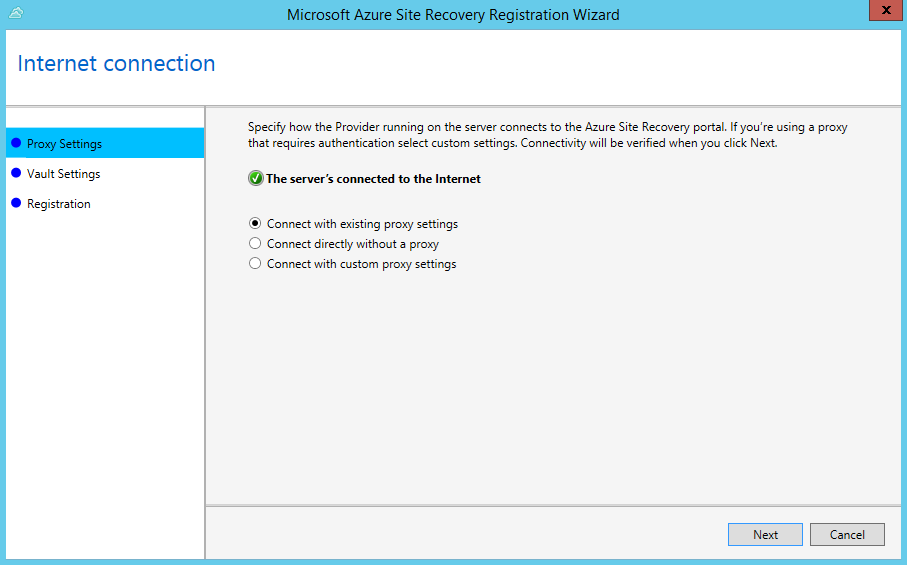 Microsoft Azure Site Recovery Registration Wizard
x
Internet connection
Proxy Settings
Vault Settings
Registration
Specify how the Provider running on the server connects to the Azure Site Recovery portal. If you're using a proxy
that requires authentication select custom settings. Connectivity will be verified when you click Next.
The server's connected to the Internet
Connect with existing proxy settings
Connect directly without a proxy
Connect with custom proxy settings
Next
Cancel